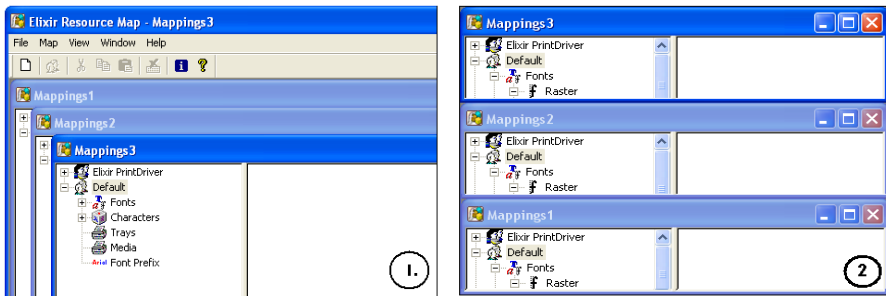 Elixir Resource Map - Mappings3
File Map View Window Help
Mappings1
Mappings2
Mappings3
Elixir PrintDriver
Default
Fonts
Characters
Trays
Media
Arial Font Prefix
1.
Mappings3
Elixir PrintDriver
Default
Fonts
Raster
Mappings2
Elixir PrintDriver
Default
Fonts
Raster
Mappings1
Elixir PrintDriver
Default
Fonts
Raster
2